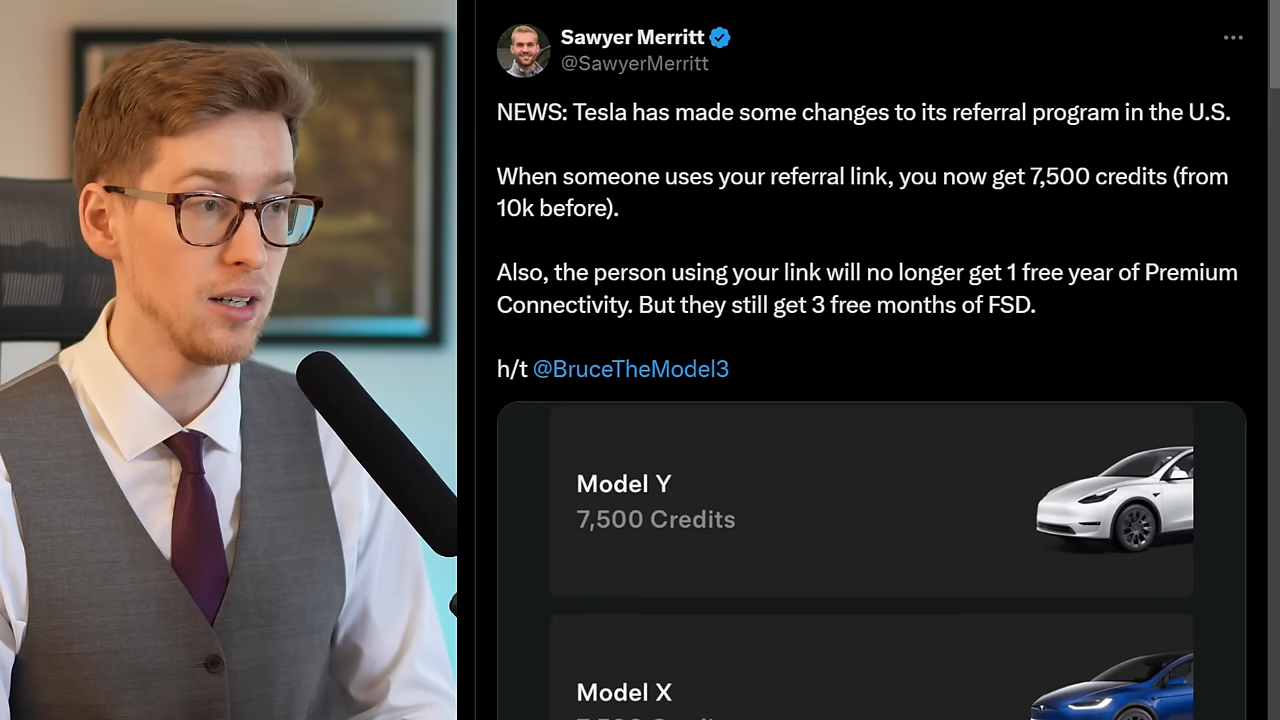 Sawyer Merritt
@SawyerMerritt
NEWS: Tesla has made some changes to its referral program in the U.S.
When someone uses your referral link, you now get 7,500 credits (from
10k before).
Also, the person using your link will no longer get 1 free year of Premium
Connectivity. But they still get 3 free months of FSD.
h/t @BruceTheModel3
Model Y
7,500 Credits
Model X